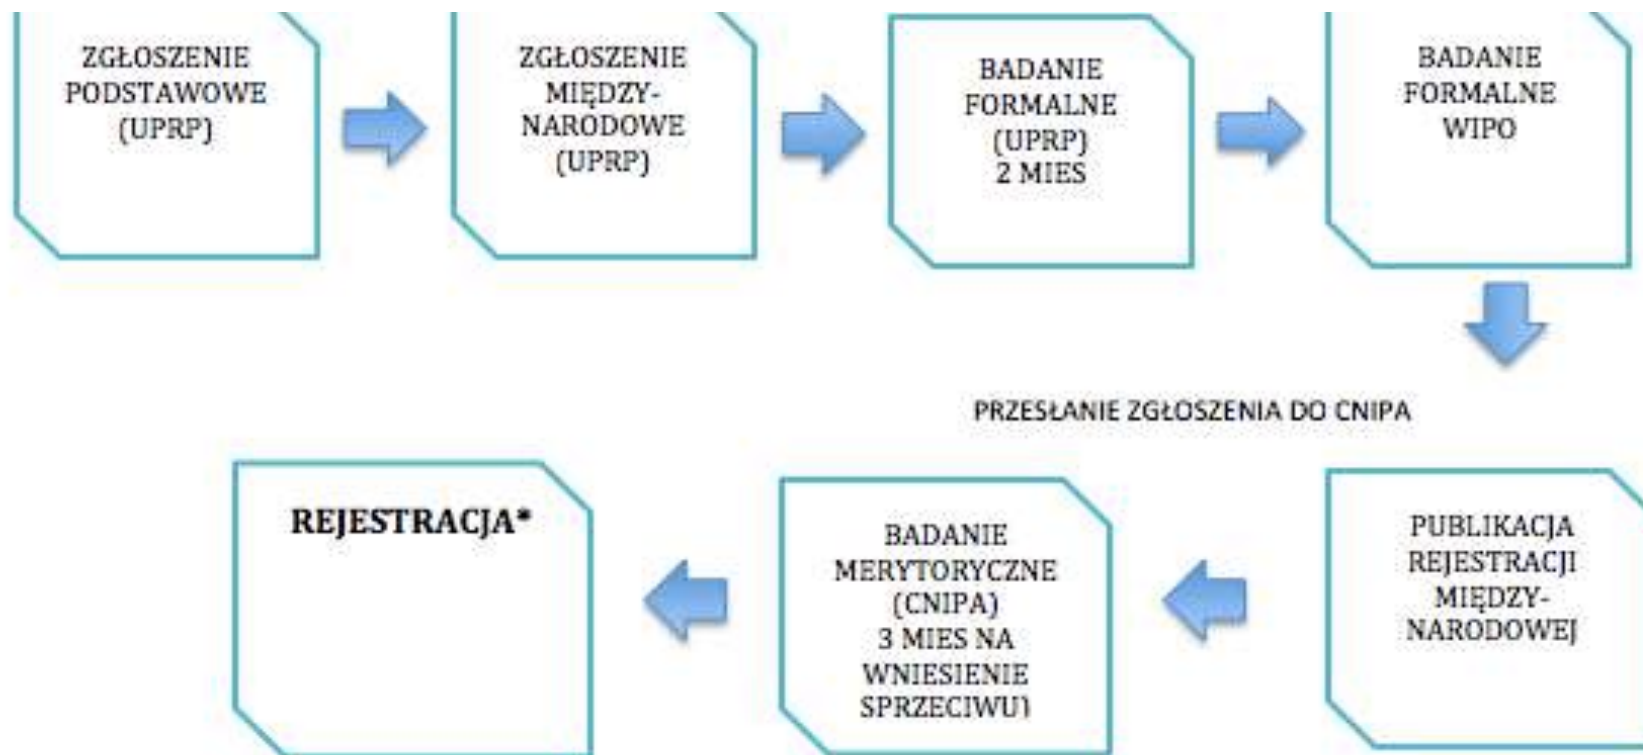 ZGŁOSZENIE
PODSTAWOWE
(UPRP)
ZGŁOSZENIE
MIĘDZY-
NARODOWE
(UPRP)
BADANIE
FORMALNE
(UPRP)
2 MIES
BADANIE
FORMALNE
WIPO
PRZESŁANIE ZGŁOSZENIA DO CNIPA
PUBLIKACJA
REJESTRACJI
MIĘDZY-
NARODOWEJ
BADANIE
MERYTORYCZNE
(CNIPA)
3 MIES NA
WNIESIENIE
SPRZECIWU)
REJESTRACJA*